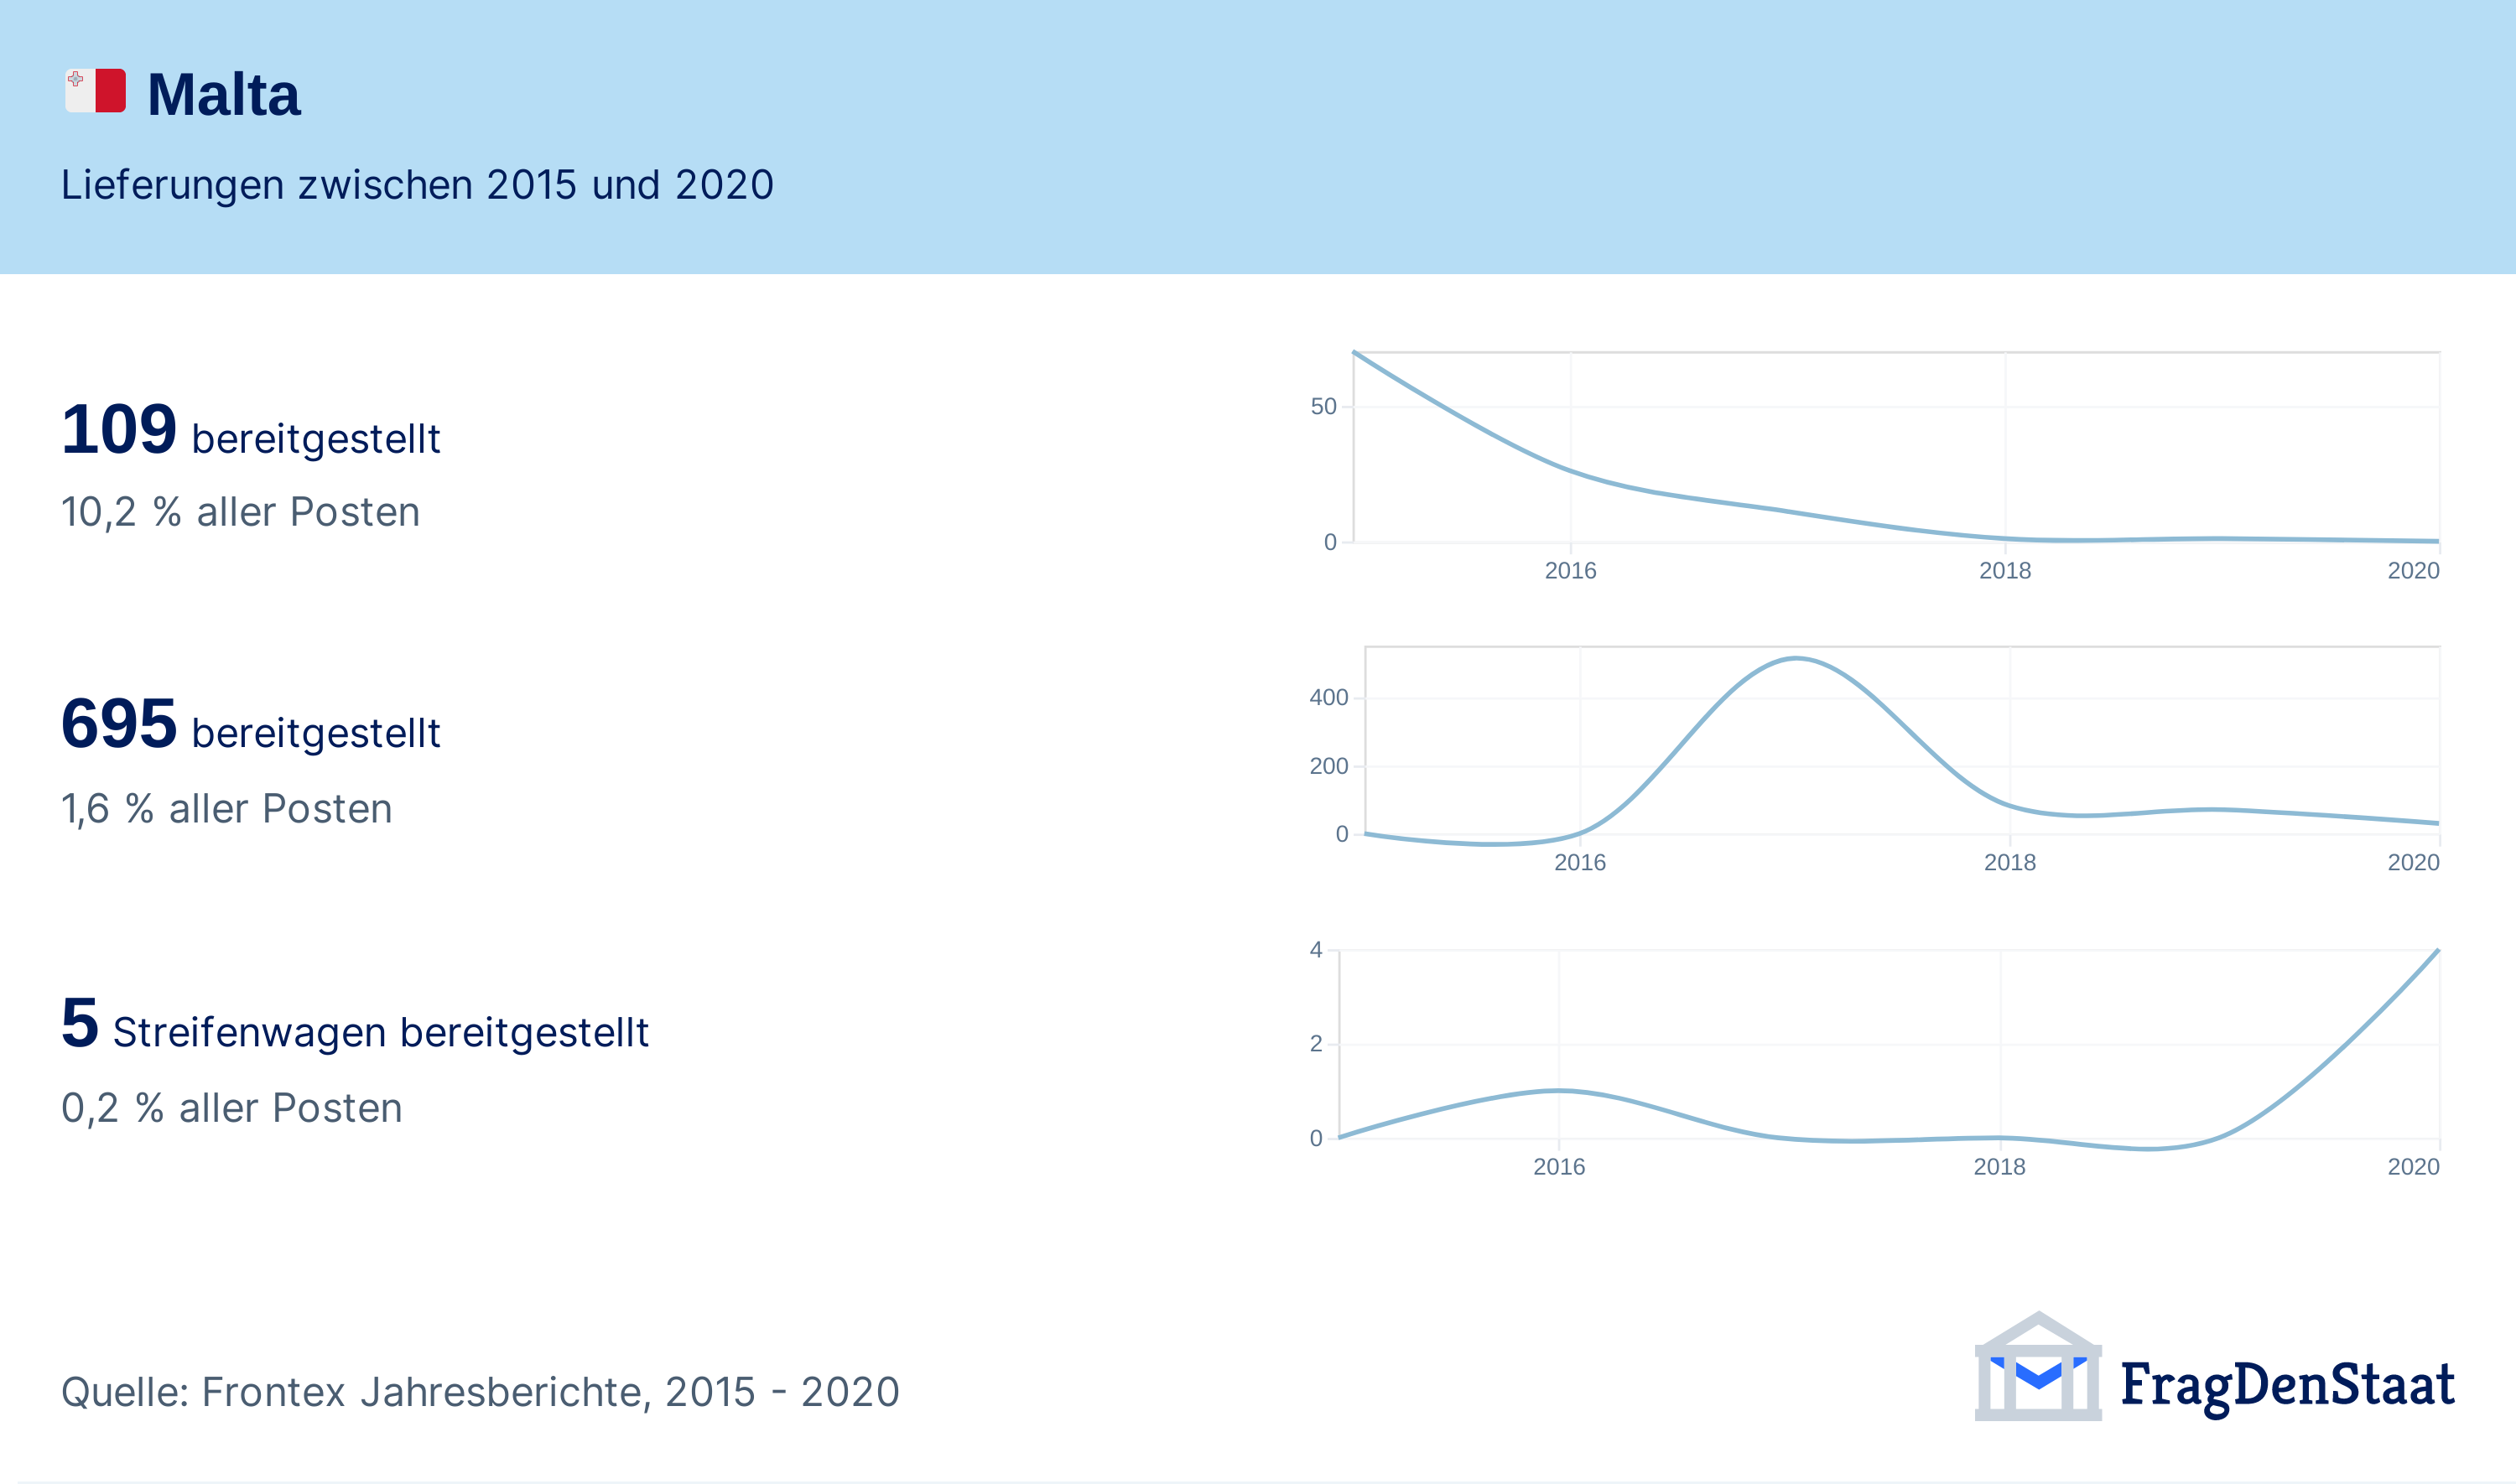 Malta
Lieferungen zwischen 2015 und 2020
109 bereitgestellt
10,2 % aller Posten
50
0
2016 2018 2020
695 bereitgestellt
1,6 % aller Posten
400
200
0
2016 2018 2020
5 Streifenwagen bereitgestellt
0,2 % aller Posten
4
2
0
2016 2018 2020
Quelle: Frontex Jahresberichte, 2015 - 2020
FragDenStaat